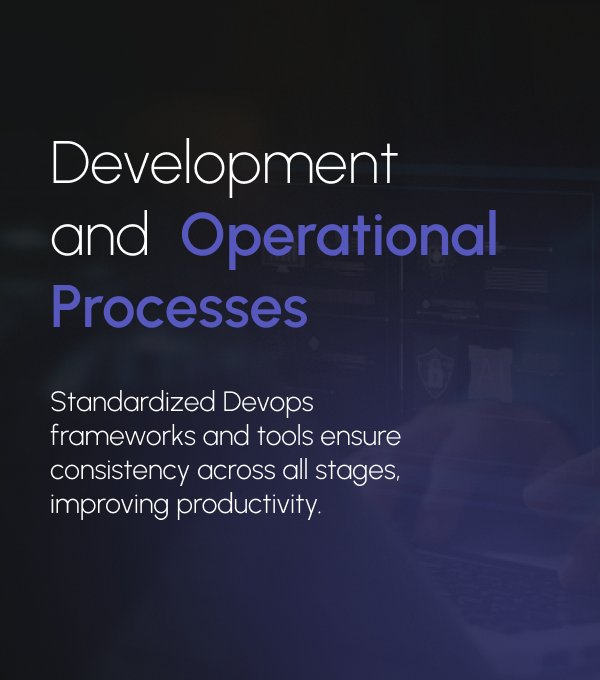 Development
and Operational
Processes
Standardized Devops
frameworks and tools ensure
consistency across all stages,
improving productivity.